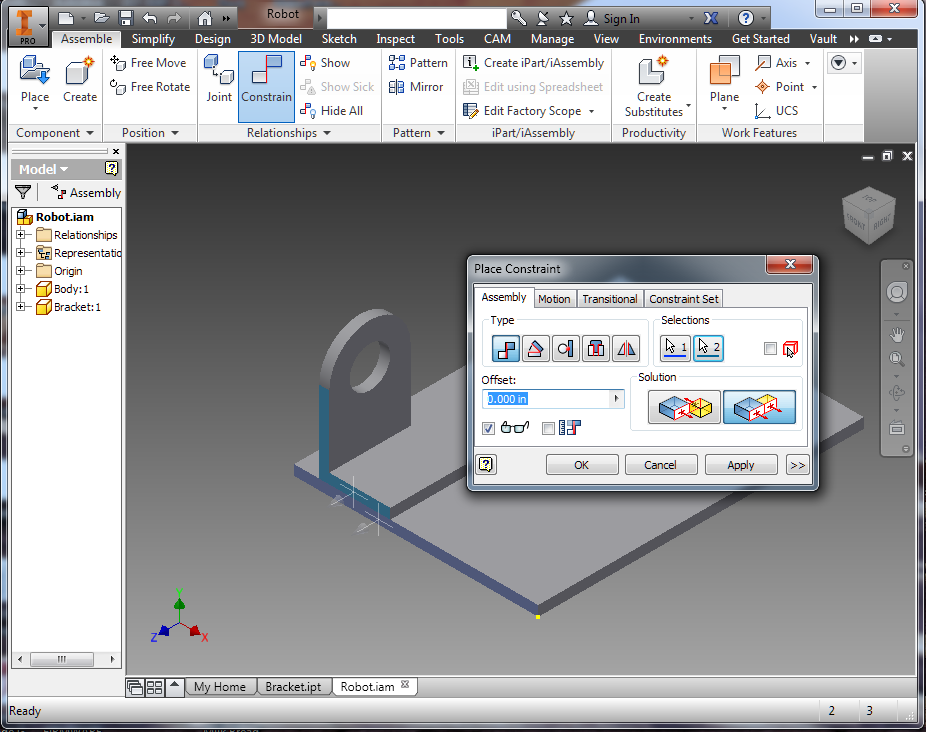 Robot
Sign In
PRO
Assemble Simplify Design 3D Model Sketch Inspect Tools CAM Manage View Environments Get Started Vault
Place
Create
Free Move
Free Rotate
Joint
Constrain
Show
Show Sick
Hide All
Pattern
Mirror
Create iPart/iAssembly
Edit using Spreadsheet
Edit Factory Scope
Create
Substitutes
Plane
Axis
Point
UCS
Component Position Relationships Pattern iPart/iAssembly Productivity Work Features
Model
Assembly
Robot.iam
Relationships
Representatio
Origin
Body:1
Bracket:1
TOP
FRONT
RIGHT
Place Constraint
Assembly Motion Transitional Constraint Set
Type
Selections
1
2
Offset:
0.000 in
Solution
OK Cancel Apply >>
Y
Z
X
My Home Bracket.ipt Robot.iam
Ready
2 3